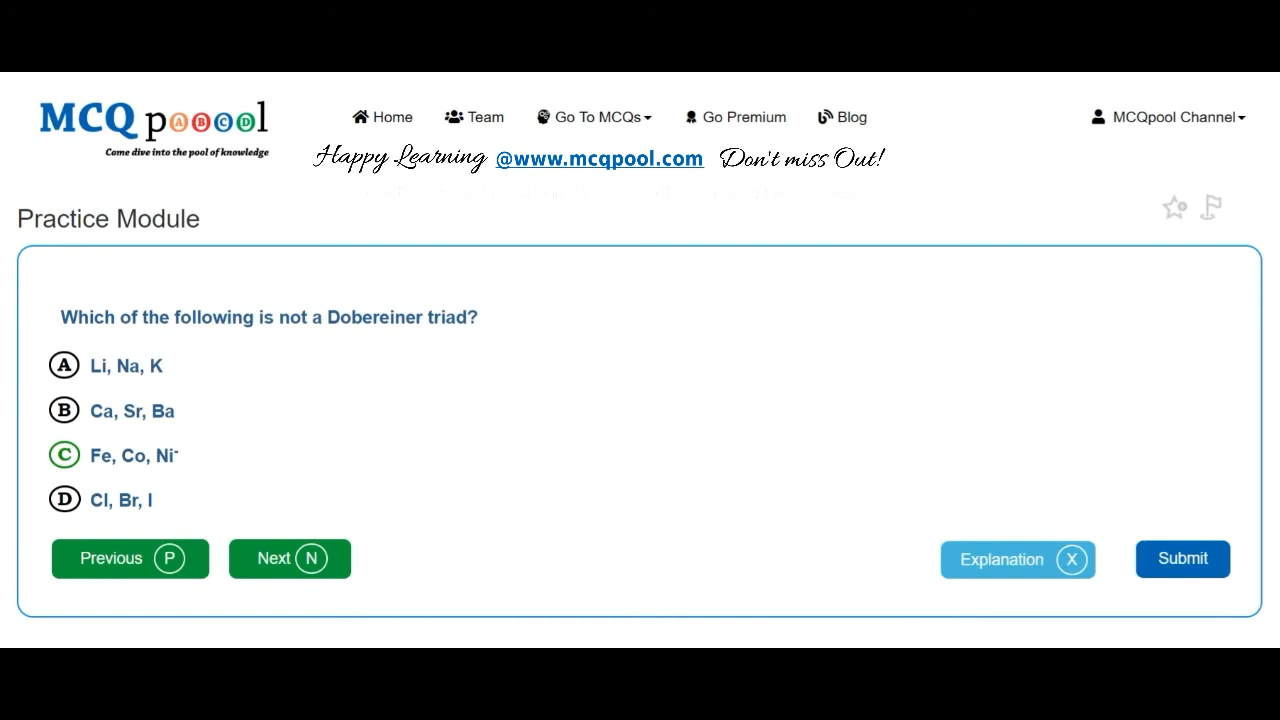 MCQ pABCDl
Come dive into the pool of knowledge
Home Team Go To MCQs Go Premium Blog MCQpool Channel
Happy Learning @www.mcqpool.com Don't miss Out!
Practice Module
Which of the following is not a Dobereiner triad?
A Li, Na, K
B Ca, Sr, Ba
C Fe, Co, Ni-
D Cl, Br, I
Previous P Next N Explanation X Submit